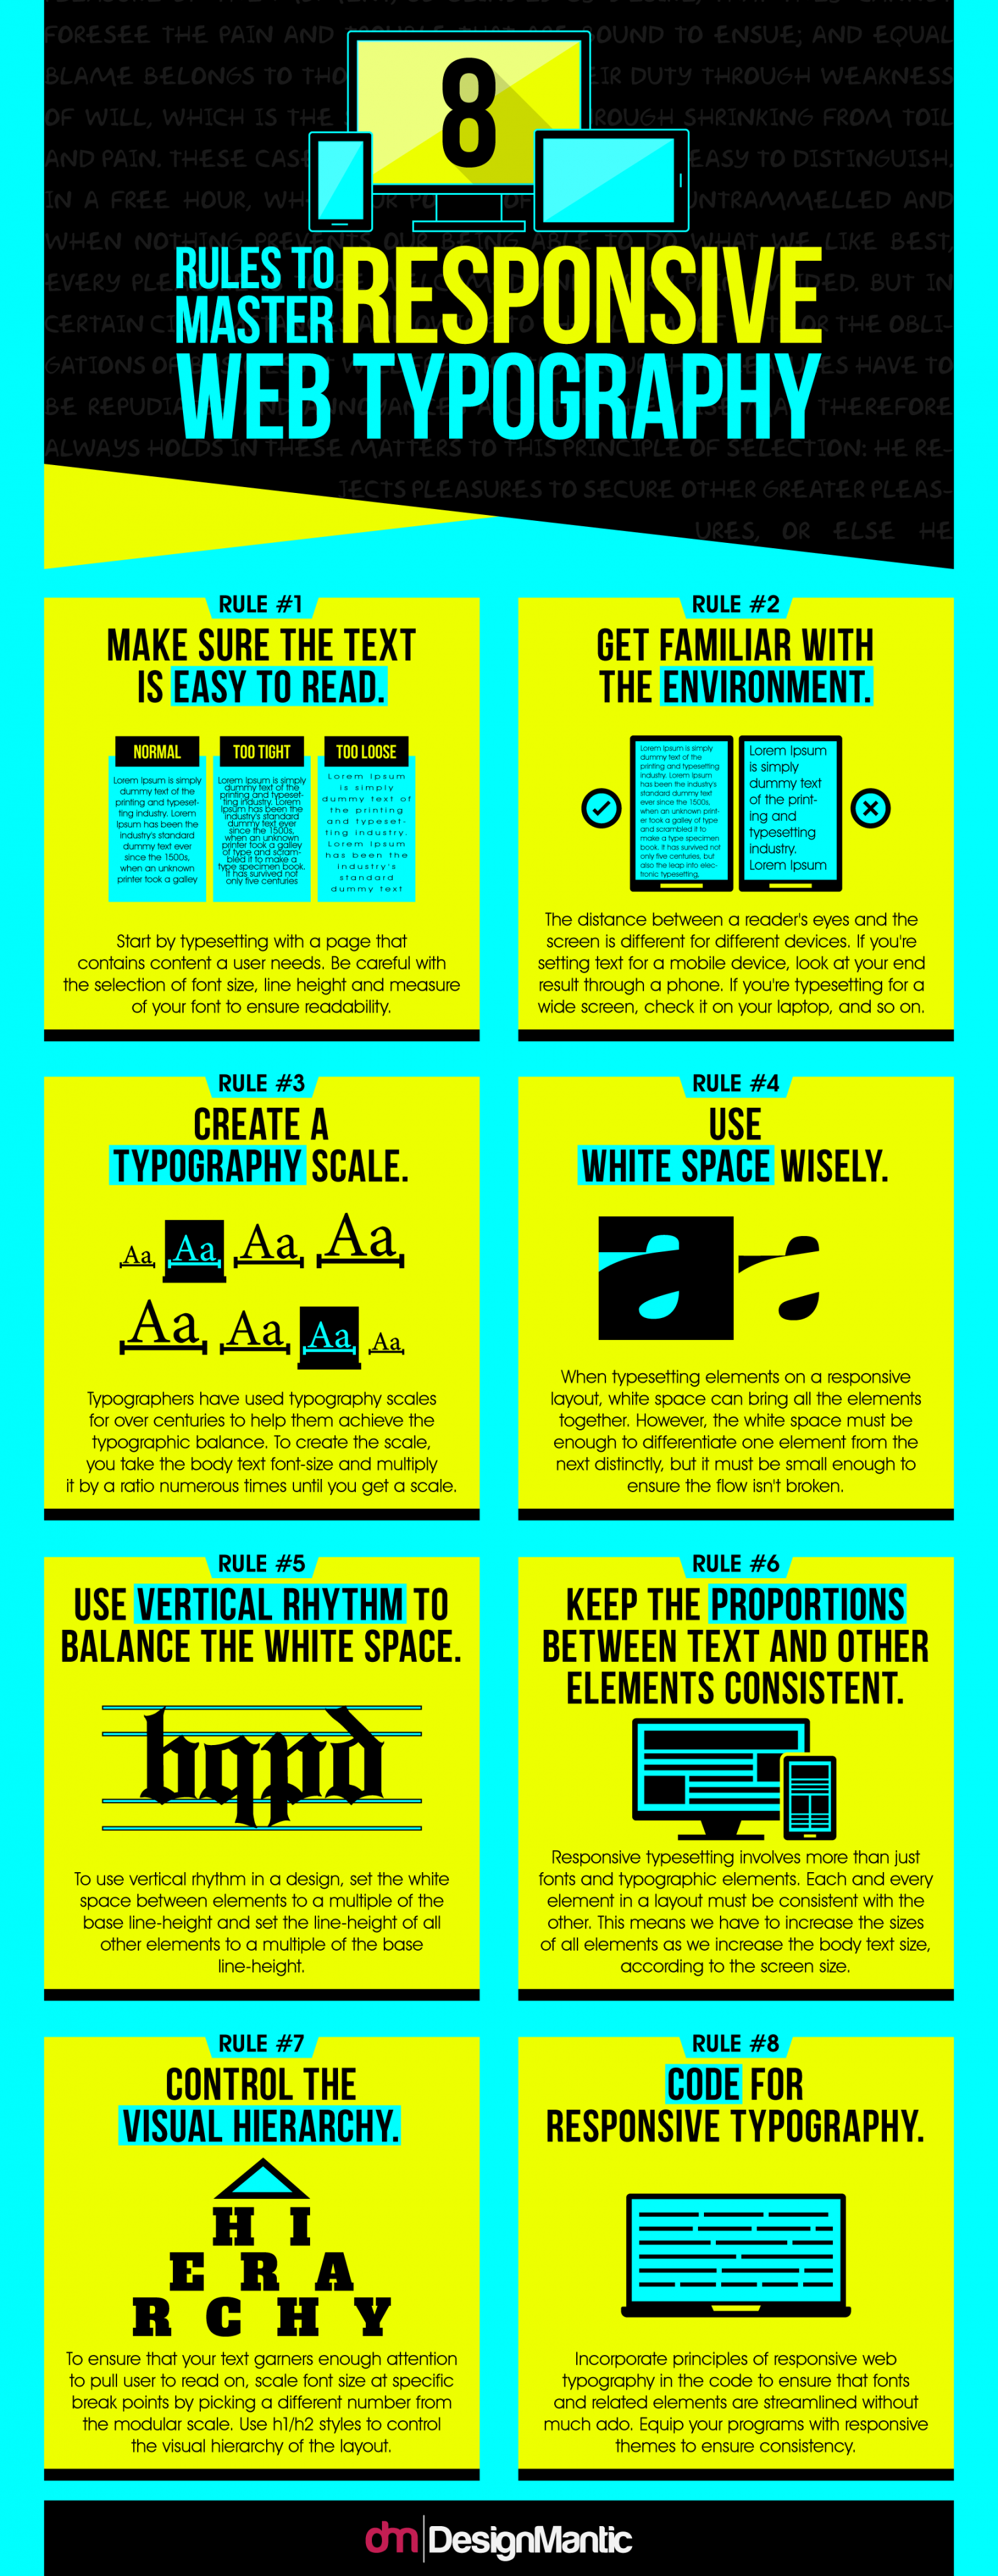 FORESEE THE PAIN AND
OUND TO ENSUE; AND EQUAL
BLAME BELONGS TO THO
EIR DUTY THROUGH WEAKNESS
OF WILL, WHICH IS THE
ROUGH SHRINKING FROM TOIL
AND PAIN. THESE CAS
EASY TO DISTINGUISH.
IN A FREE HOUR, WH
UNTRAMMELLED AND
WHEN NOTHING PREVENTS OUR BEING ABLE TO DO WHAT WE LIKE BEST,
EVERY PLE
DED. BUT IN
CERTAIN CI
OR THE OBLI-
GATIONS OF
ES HAVE TO
BE REPUDIA
THEREFORE
ALWAYS HOLDS IN THESE MATTERS TO THIS PRINCIPLE OF SELECTION: HE RE-
JECTS PLEASURES TO SECURE OTHER GREATER PLEAS-
URES, OR ELSE HE
8
RULES TO
MASTER RESPONSIVE
WEB TYPOGRAPHY
RULE #1
MAKE SURE THE TEXT
IS EASY TO READ.
NORMAL
Lorem Ipsum is simply
dummy text of the
printing and typeset-
ting industry. Lorem
Ipsum has been the
industry's standard
dummy text ever
since the 1500s,
when an unknown
printer took a galley
TOO TIGHT
Lorem Ipsum is simply
dummy text of the
printing and typeset-
ting industry. Lorem
Ipsum has been the
industry's standard
dummy text ever
since the 1500s,
when an unknown
printer took a galley
of type and scram-
bled it to make a
type specimen book.
It has survived not
only five centuries
TOO LOOSE
Lorem Ipsum
is simply
dummy text of
the printing
and typeset-
ting industry.
Lorem Ipsum
has been the
industry's
standard
dummy text
Start by typesetting with a page that
contains content a user needs. Be careful with
the selection of font size, line height and measure
of your font to ensure readability.
RULE #2
GET FAMILIAR WITH
THE ENVIRONMENT.
Lorem Ipsum is simply
dummy text of the
printing and typesetting
industry. Lorem Ipsum
has been the industry's
standard dummy text
ever since the 1500s,
when an unknown print-
er took a galley of type
and scrambled it to
make a type specimen
book. It has survived not
only five centuries, but
also the leap into elec-
tronic typesetting,
Lorem Ipsum
is simply
dummy text
of the print-
ing and
typesetting
industry.
Lorem Ipsum
The distance between a reader's eyes and the
screen is different for different devices. If you're
setting text for a mobile device, look at your end
result through a phone. If you're typesetting for a
wide screen, check it on your laptop, and so on.
RULE #3
CREATE A
TYPOGRAPHY SCALE.
Aa Aa Aa Aa
Aa Aa Aa Aa
Typographers have used typography scales
for over centuries to help them achieve the
typographic balance. To create the scale,
you take the body text font-size and multiply
it by a ratio numerous times until you get a scale.
RULE #4
USE
WHITE SPACE WISELY.
a a
When typesetting elements on a responsive
layout, white space can bring all the elements
together. However, the white space must be
enough to differentiate one element from the
next distinctly, but it must be small enough to
ensure the flow isn't broken.
RULE #5
USE VERTICAL RHYTHM TO
BALANCE THE WHITE SPACE.
hqpd
To use vertical rhythm in a design, set the white
space between elements to a multiple of the
base line-height and set the line-height of all
other elements to a multiple of the base
line-height.
RULE #6
KEEP THE PROPORTIONS
BETWEEN TEXT AND OTHER
ELEMENTS CONSISTENT.
Responsive typesetting involves more than just
fonts and typographic elements. Each and every
element in a layout must be consistent with the
other. This means we have to increase the sizes
of all elements as we increase the body text size,
according to the screen size.
RULE #7
CONTROL THE
VISUAL HIERARCHY.
H I
E R A
R C H Y
To ensure that your text garners enough attention
to pull user to read on, scale font size at specific
break points by picking a different number from
the modular scale. Use h1/h2 styles to control
the visual hierarchy of the layout.
RULE #8
CODE FOR
RESPONSIVE TYPOGRAPHY.
Incorporate principles of responsive web
typography in the code to ensure that fonts
and related elements are streamlined without
much ado. Equip your programs with responsive
themes to ensure consistency.
dm DesignMantic